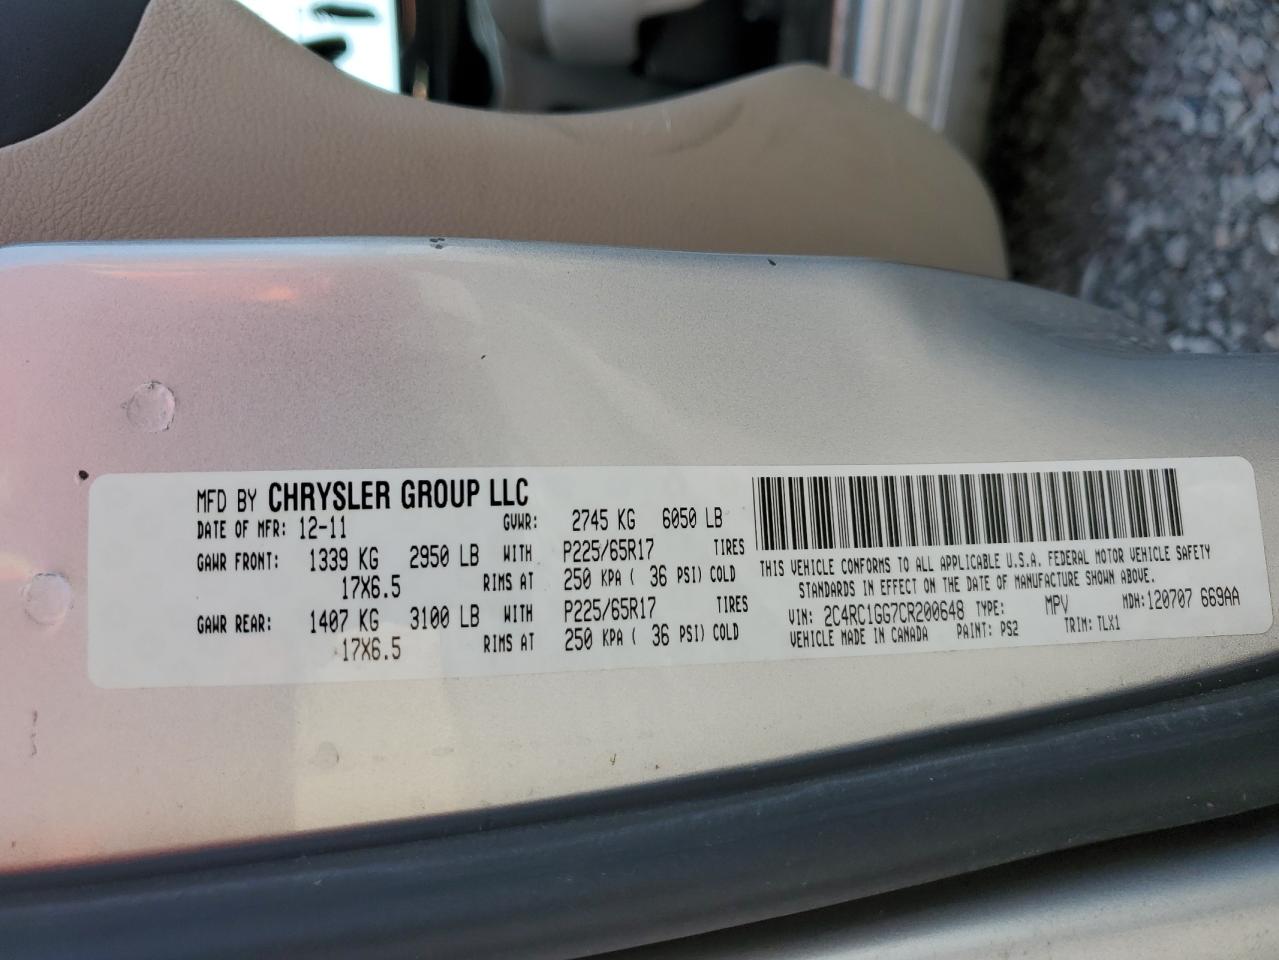 MFD BY CHRYSLER GROUP LLC
DATE OF MFR: 12-11 GVWR: 2745 KG 6050 LB
GAWR FRONT: 1339 KG 2950 LB WITH P225/65R17 TIRES
17X6.5 RIMS AT 250 KPA ( 36 PSI) COLD
GAWR REAR: 1407 KG 3100 LB WITH P225/65R17 TIRES
17X6.5 RIMS AT 250 KPA ( 36 PSI) COLD
THIS VEHICLE CONFORMS TO ALL APPLICABLE U.S.A. FEDERAL MOTOR VEHICLE SAFETY
STANDARDS IN EFFECT ON THE DATE OF MANUFACTURE SHOWN ABOVE.
VIN: 2C4RC1GG7CR200648 TYPE: MPV MDH: 120707 669AA
VEHICLE MADE IN CANADA PAINT: PS2 TRIM: TLX1